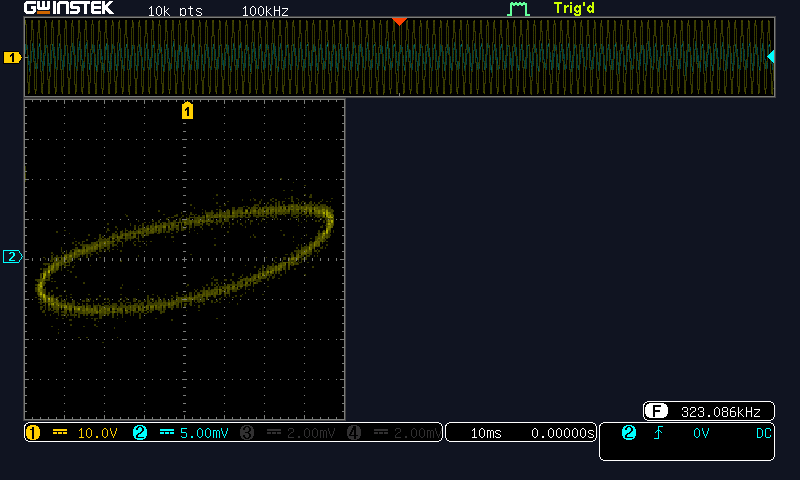 GWINSTEK 10k pts 100kHz Trig'd
1
1
2
F 323.086kHz
1 10.0V 2 5.00mV 3 2.00mV 4 2.00mV 10ms 0.00000s 2 0V DC